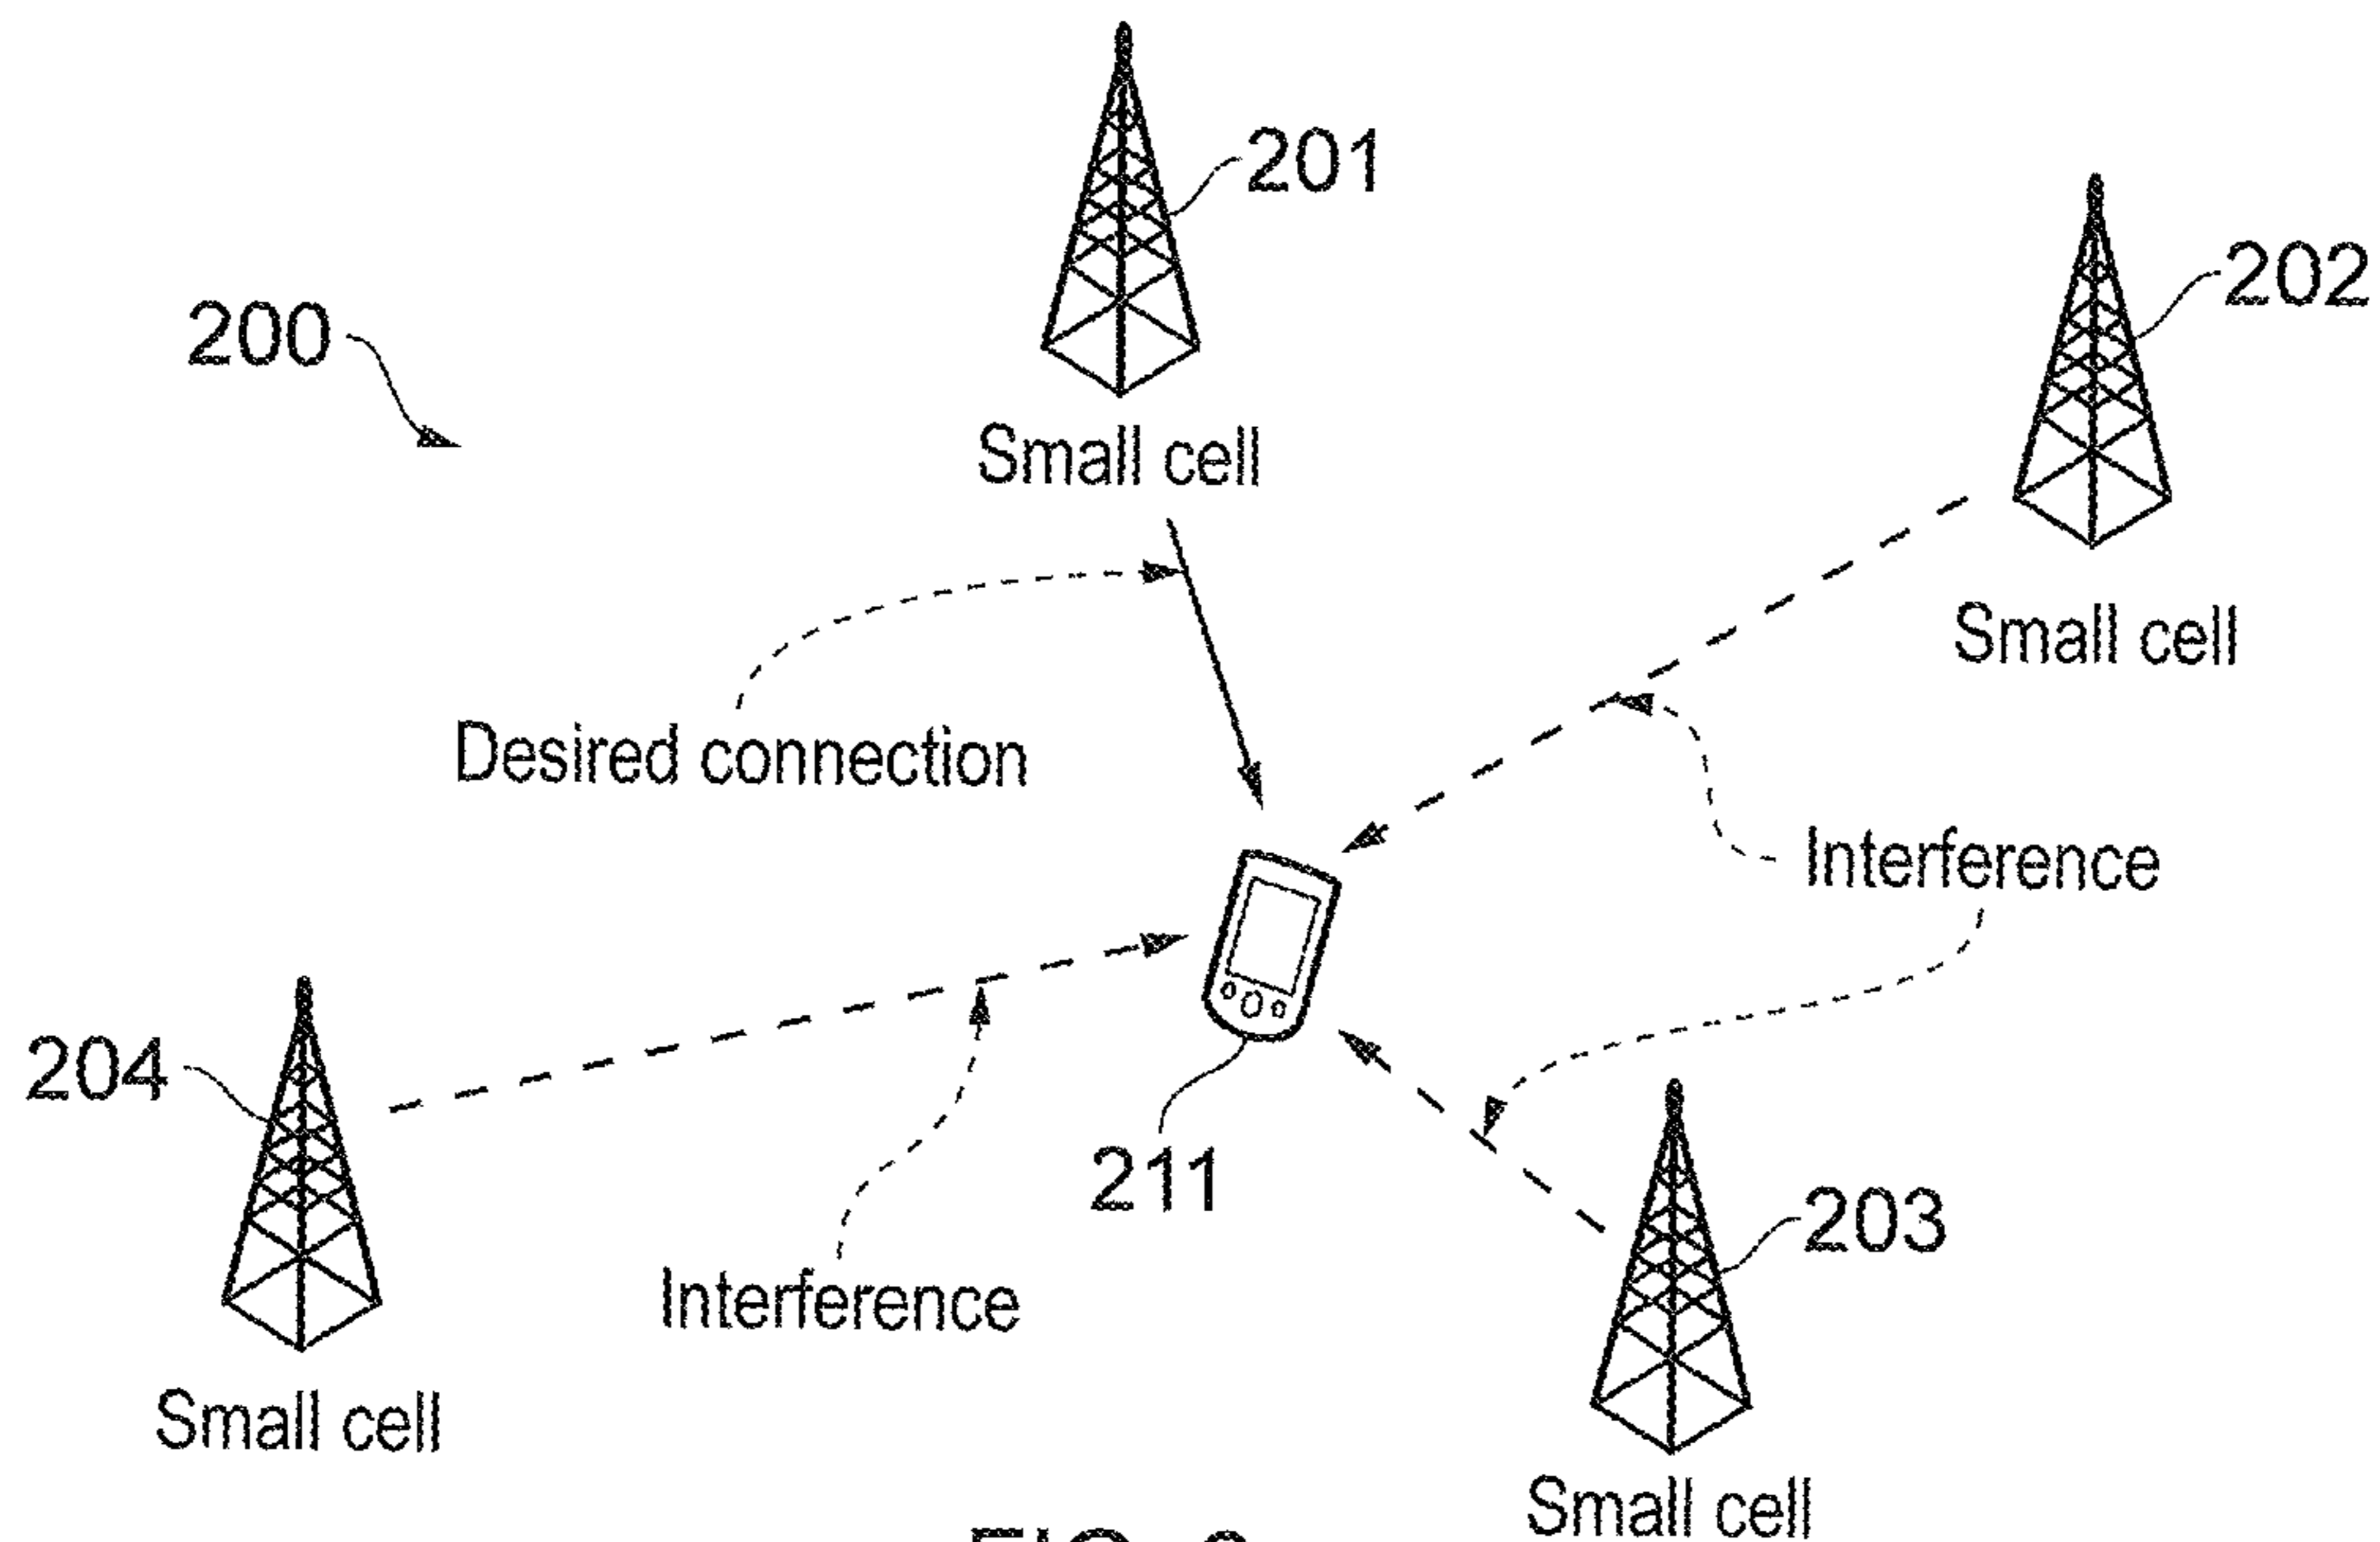 201
202
200
Small cell
Small cell
Desired connection
Interference
204
211
203
Interference
Small cell
Small cell